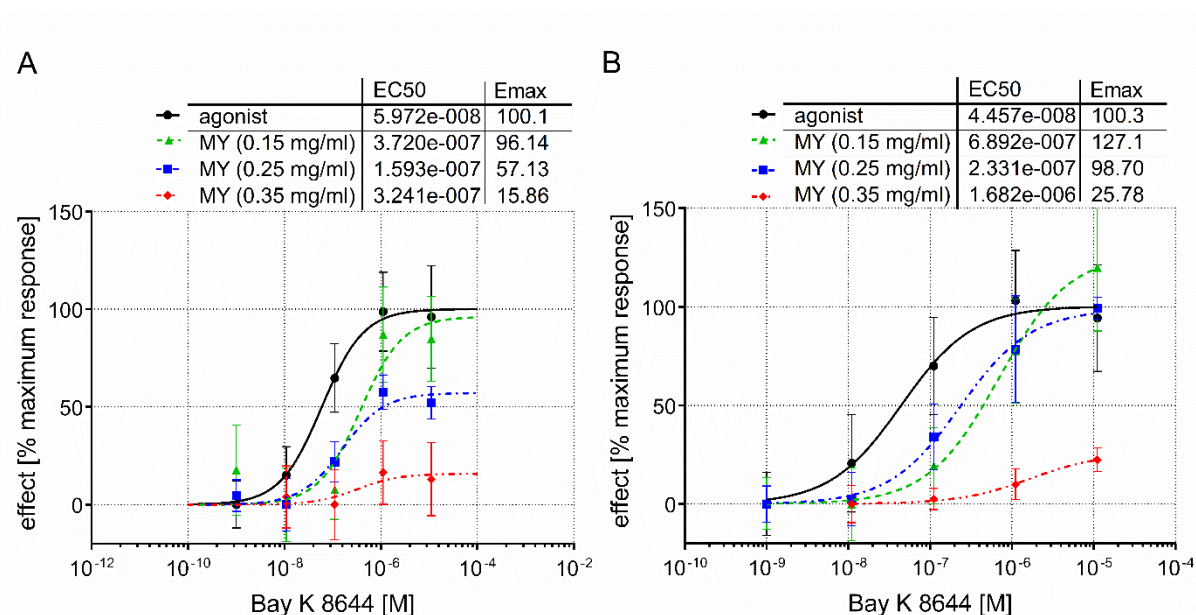 A
EC50 Emax
agonist 5.972e-008 100.1
MY (0.15 mg/ml) 3.720e-007 96.14
MY (0.25 mg/ml) 1.593e-007 57.13
MY (0.35 mg/ml) 3.241e-007 15.86
150
100
50
0
effect [% maximum response]
10-12 10-10 10-8 10-6 10-4 10-2
Bay K 8644 [M]
B
EC50 Emax
agonist 4.457e-008 100.3
MY (0.15 mg/ml) 6.892e-007 127.1
MY (0.25 mg/ml) 2.331e-007 98.70
MY (0.35 mg/ml) 1.682e-006 25.78
150
100
50
0
effect [% maximum response]
10-10 10-9 10-8 10-7 10-6 10-5 10-4
Bay K 8644 [M]